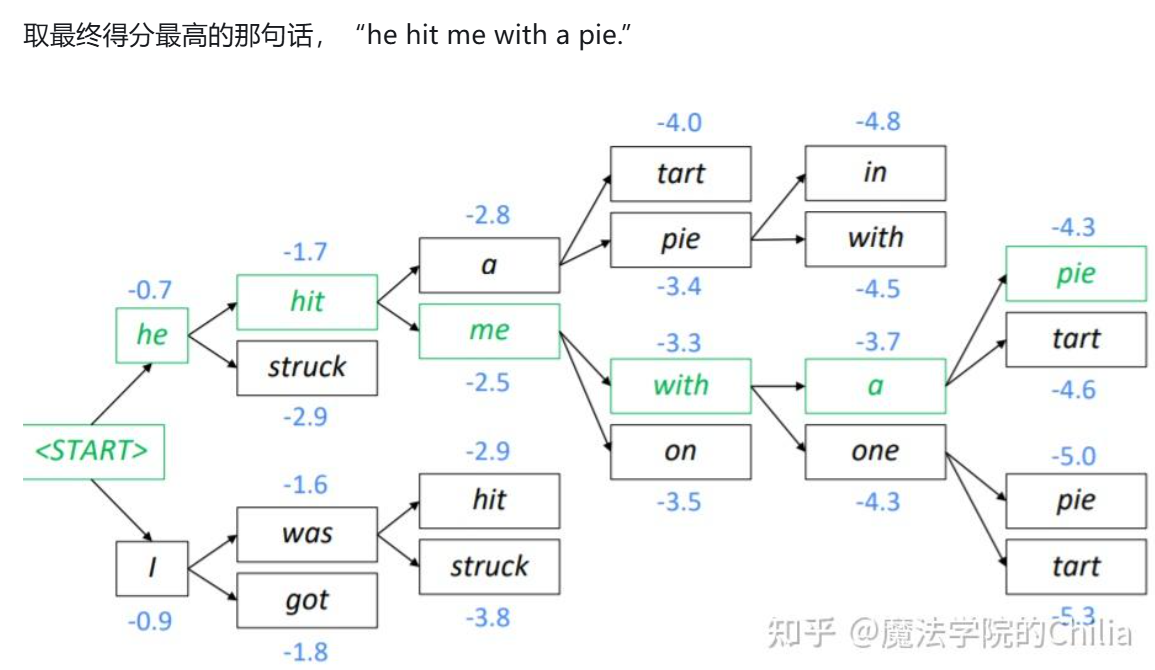 取最终得分最高的那句话，“he hit me with a pie.”
-4.0
-4.8
tart
in
-2.8
-4.3
a
pie
with
-1.7
pie
-0.7
hit
-3.4
-4.5
he
me
-3.3
-3.7
tart
struck
-2.5
with
a
-4.6
-2.9
<START>
-2.9
on
one
-5.0
-1.6
hit
-3.5
-4.3
pie
was
I
struck
tart
got
-0.9
-3.8
-5.3
-1.8
知乎 @魔法学院的Chilia